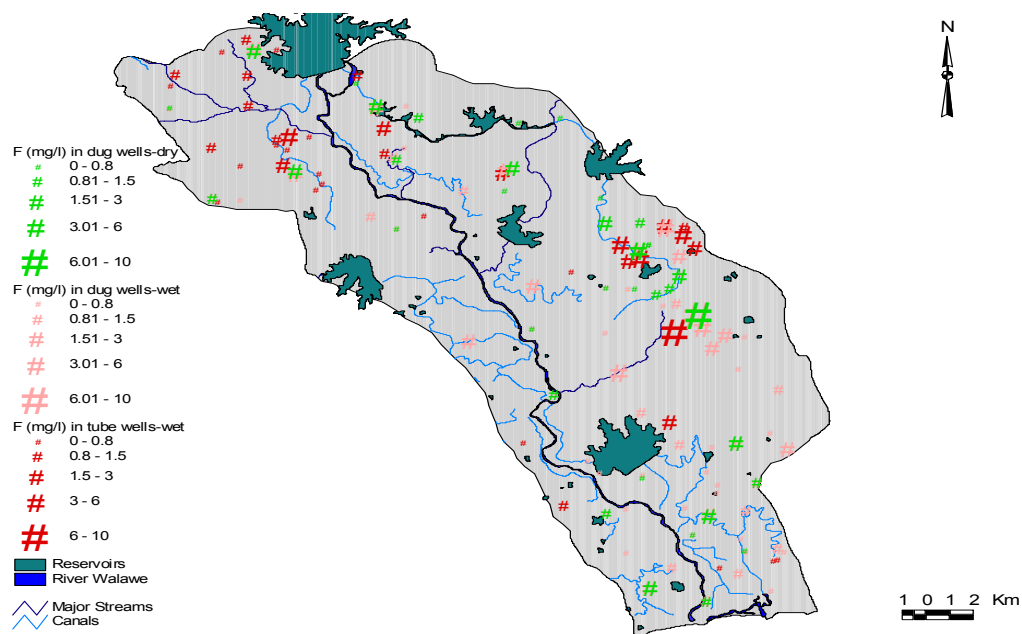 N
F (mg/l) in dug wells-dry
0 - 0.8
0.81 - 1.5
1.51 - 3
3.01 - 6
6.01 - 10
F (mg/l) in dug wells-wet
0 - 0.8
0.81 - 1.5
1.51 - 3
3.01 - 6
6.01 - 10
F (mg/l) in tube wells-wet
0 - 0.8
0.8 - 1.5
1.5 - 3
3 - 6
6 - 10
Reservoirs
River Walawe
Major Streams
Canals
1 0 1 2 Km